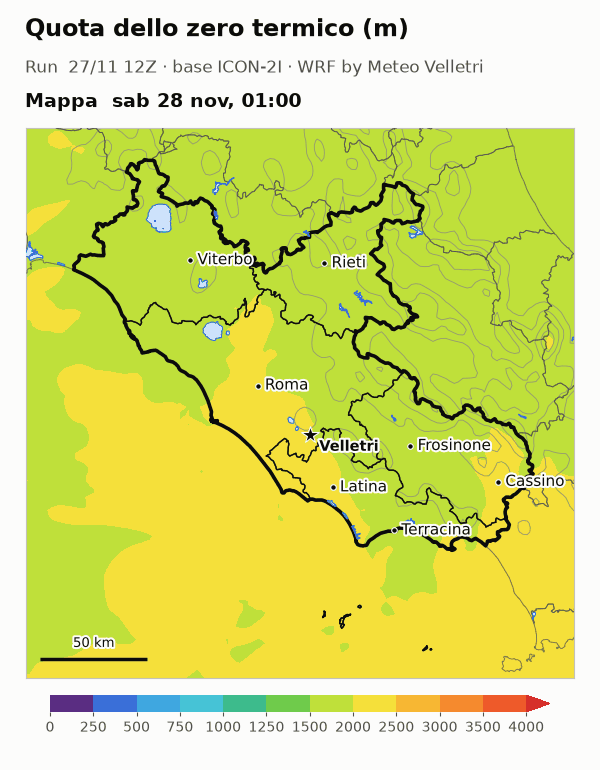 Quota dello zero termico (m)
Run  27/11 12Z · base ICON-2I · WRF by Meteo Velletri
Mappa  sab 28 nov, 01:00
Viterbo
Rieti
Roma
Velletri
Frosinone
Cassino
Latina
Terracina
50 km
0 250 500 750 1000 1250 1500 2000 2500 3000 3500 4000